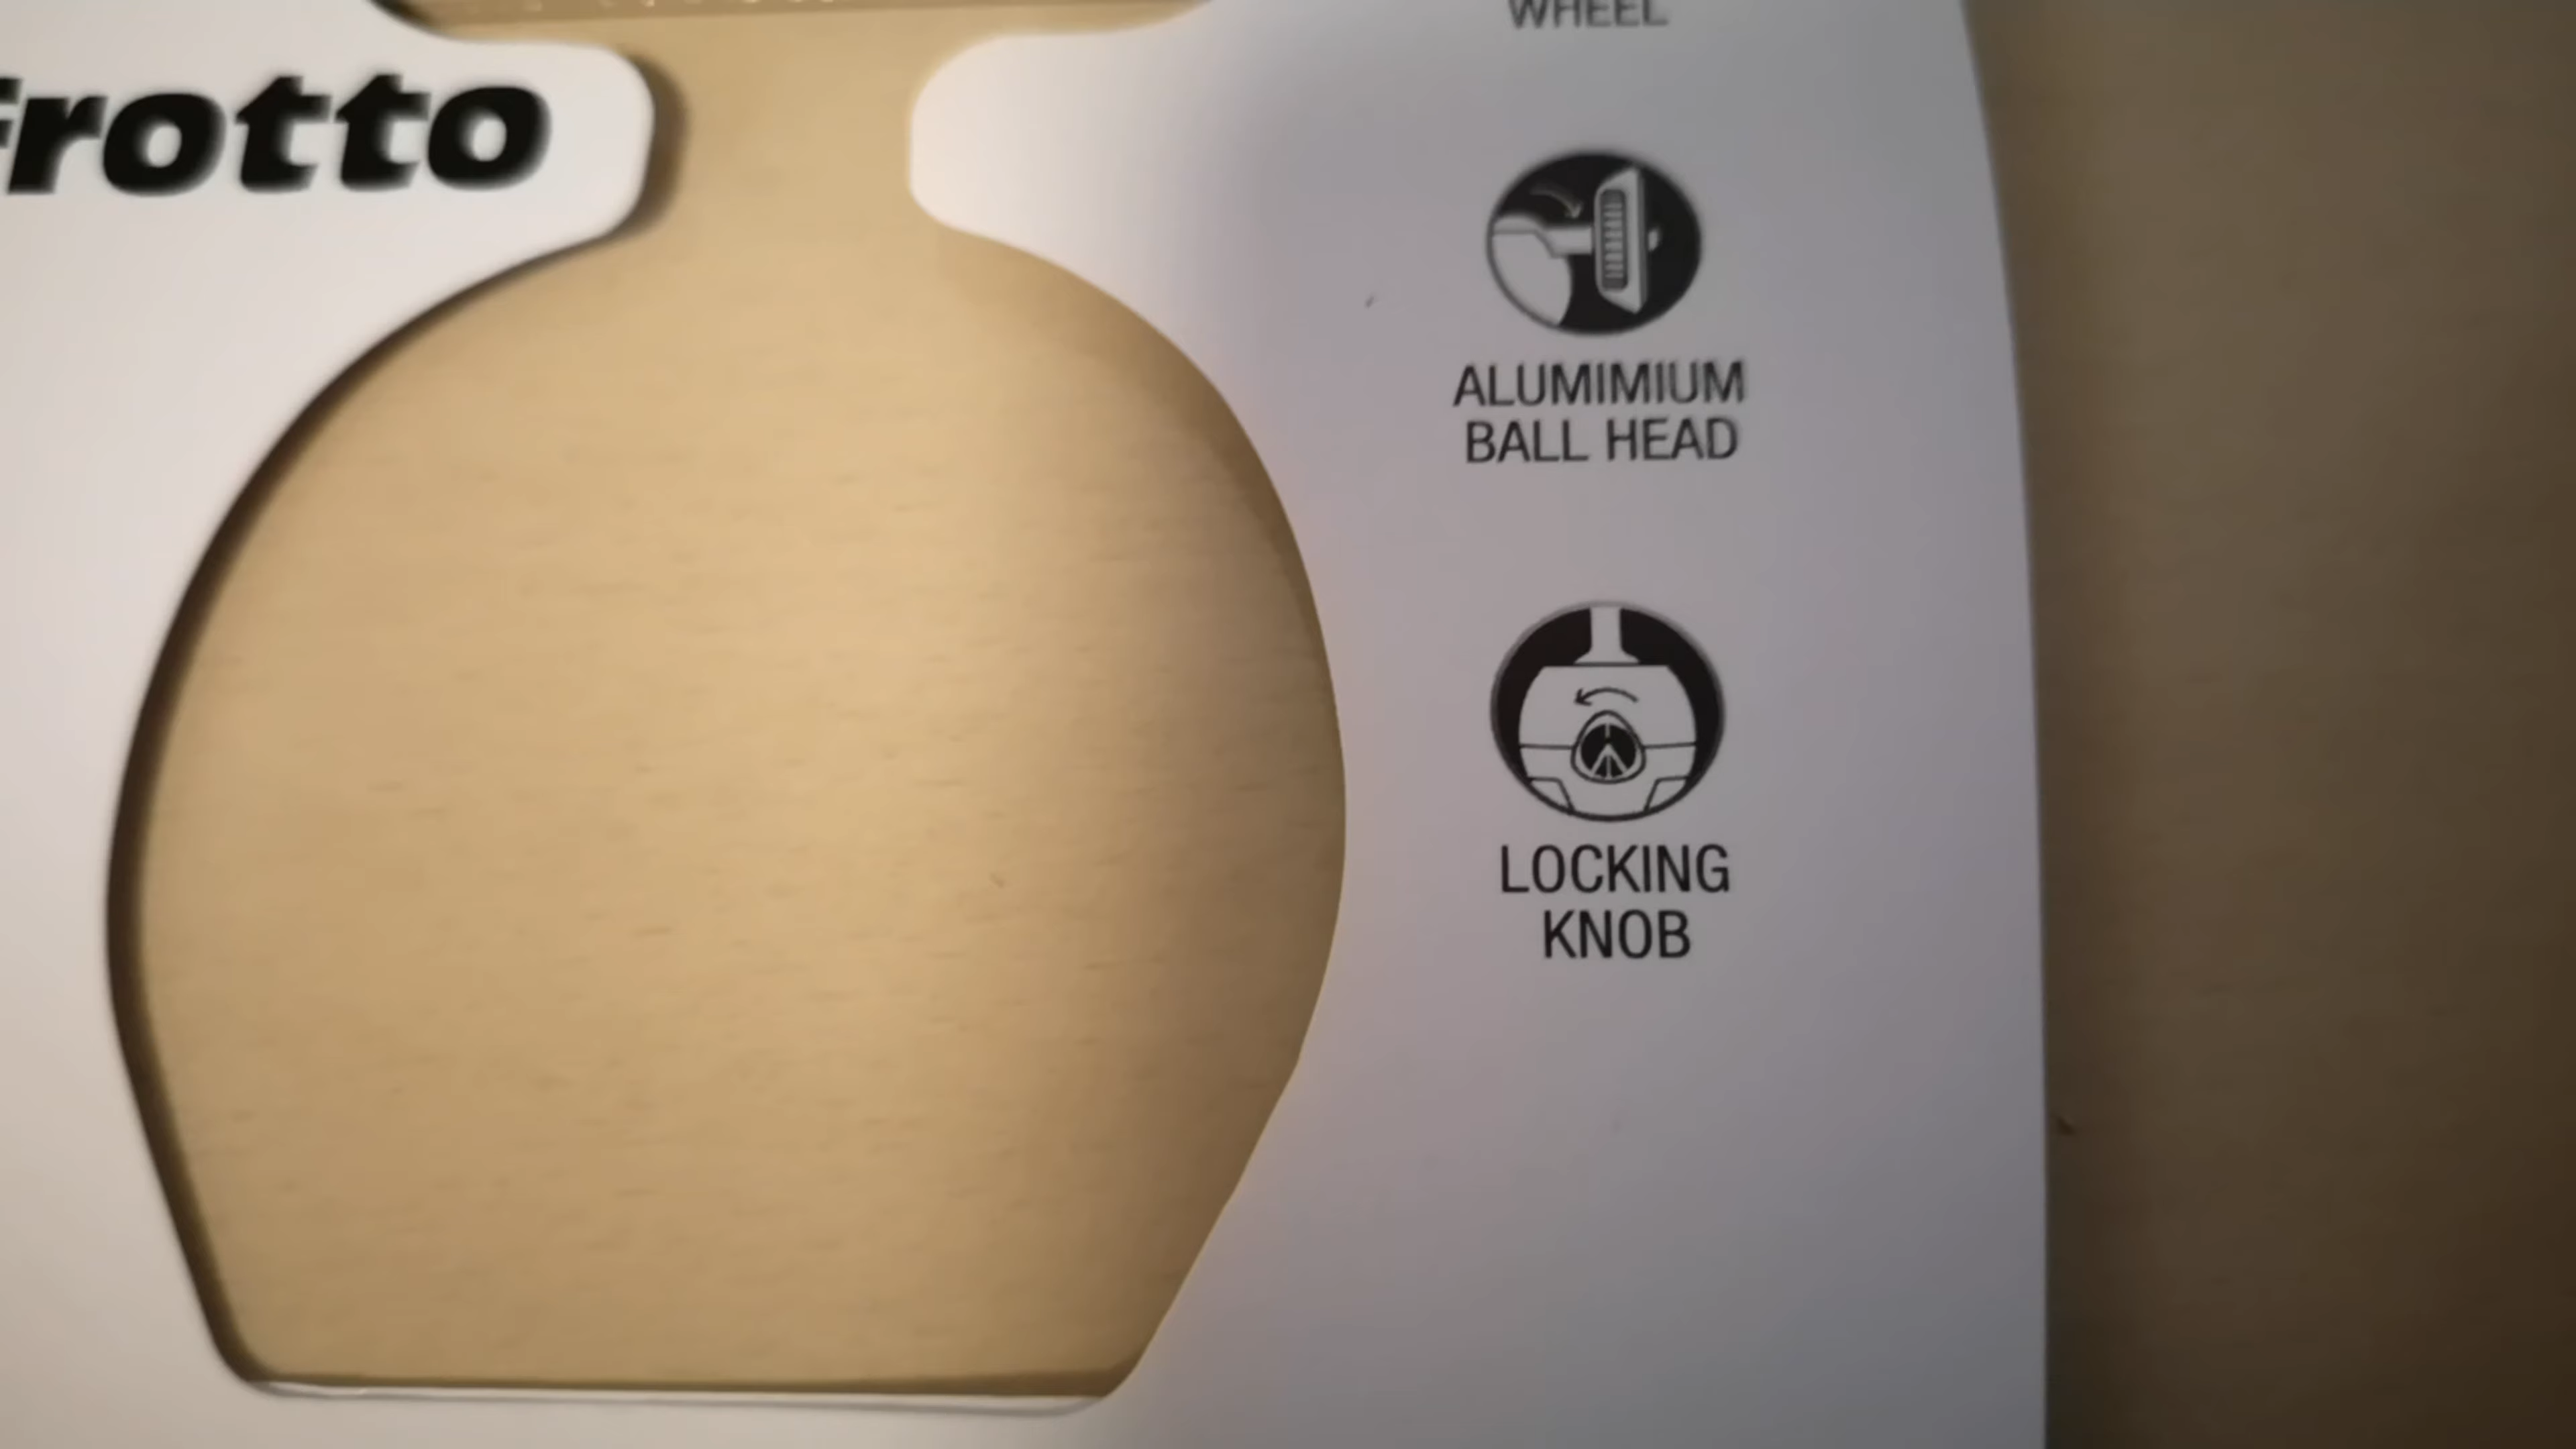 WHEEL
frotto
ALUMIMIUM
BALL HEAD
LOCKING
KNOB